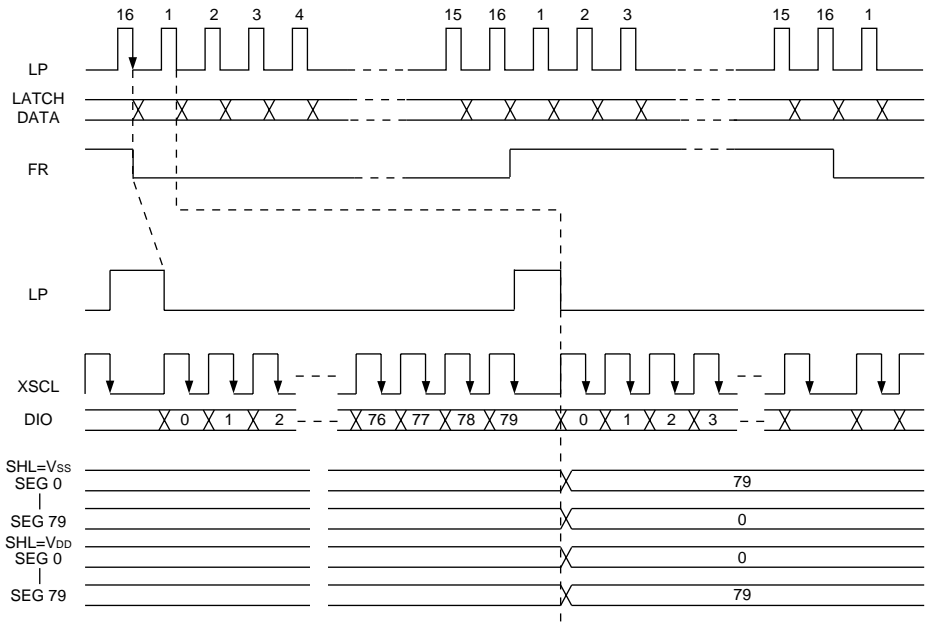 16 1 2 3 4 15 16 1 2 3 15 16 1
LP
LATCH
DATA
FR
LP
XSCL
DIO 0 1 2 76 77 78 79 0 1 2 3
SHL=VSS
SEG 0 79
SEG 79 0
SHL=VDD
SEG 0 0
SEG 79 79